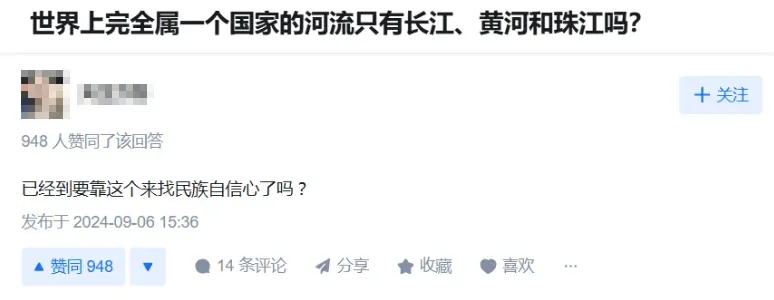 世界上完全属一个国家的河流只有长江、黄河和珠江吗？
+ 关注
948 人赞同了该回答
已经到要靠这个来找民族自信心了吗？
发布于 2024-09-06 15:36
▲ 赞同 948 ▼ 14 条评论 分享 收藏 喜欢 ···